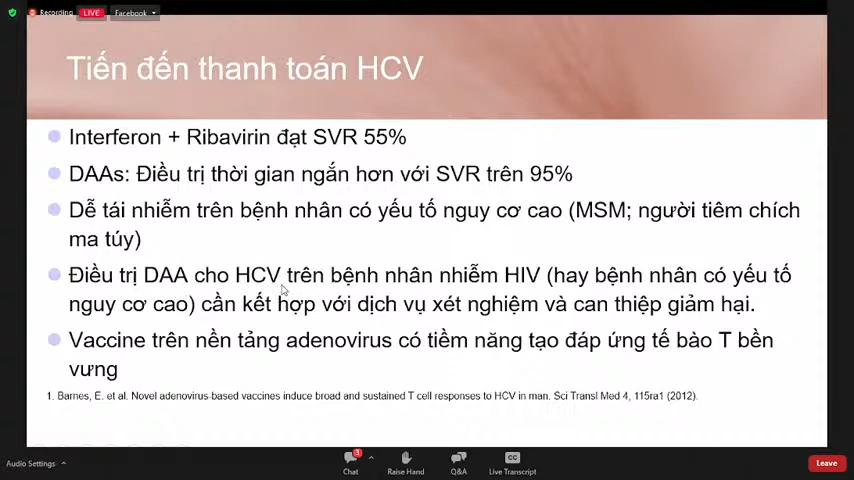 Recording
LIVE
Facebook
Tiến đến thanh toán HCV
Interferon + Ribavirin đạt SVR 55%
DAAs: Điều trị thời gian ngắn hơn với SVR trên 95%
Dễ tái nhiễm trên bệnh nhân có yếu tố nguy cơ cao (MSM; người tiêm chích
ma túy)
Điều trị DAA cho HCV trên bệnh nhân nhiễm HIV (hay bệnh nhân có yếu tố
nguy cơ cao) cần kết hợp với dịch vụ xét nghiệm và can thiệp giảm hại.
Vaccine trên nền tảng adenovirus có tiềm năng tạo đáp ứng tế bào T bền
vưng
1. Barnes, E. et al. Novel adenovirus-based vaccines induce broad and sustained T cell responses to HCV in man. Sci Transl Med 4, 115ra1 (2012).
Audio Settings
3
CC
Chat
Raise Hand
Q&A
Live Transcript
Leave